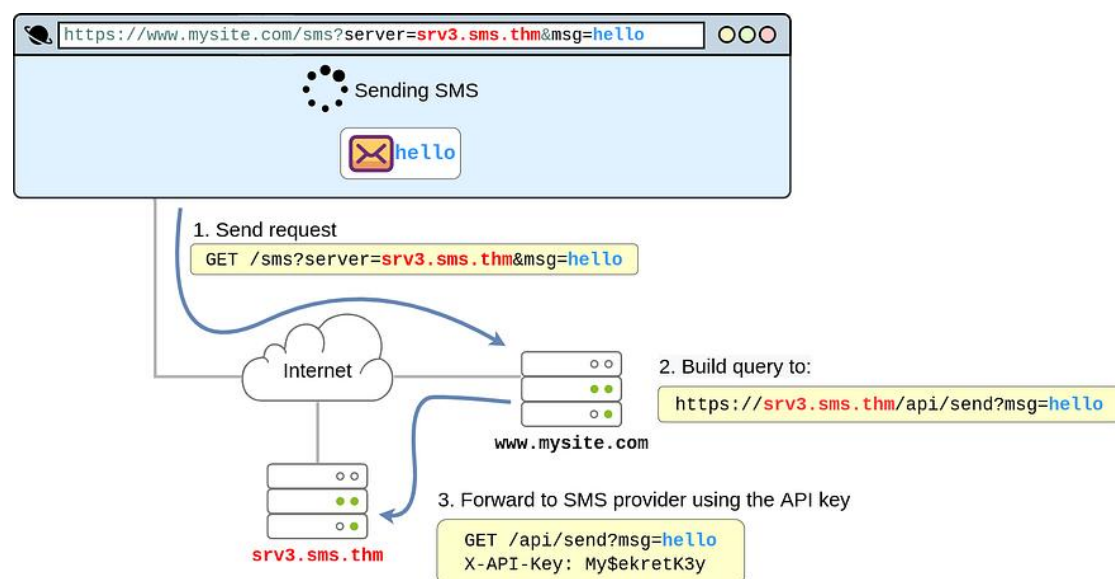 https://www.mysite.com/sms?server=srv3.sms.thm&msg=hello
Sending SMS
hello
1. Send request
GET /sms?server=srv3.sms.thm&msg=hello
Internet
www.mysite.com
2. Build query to:
https://srv3.sms.thm/api/send?msg=hello
srv3.sms.thm
3. Forward to SMS provider using the API key
GET /api/send?msg=hello
X-API-Key: My$ekretK3y